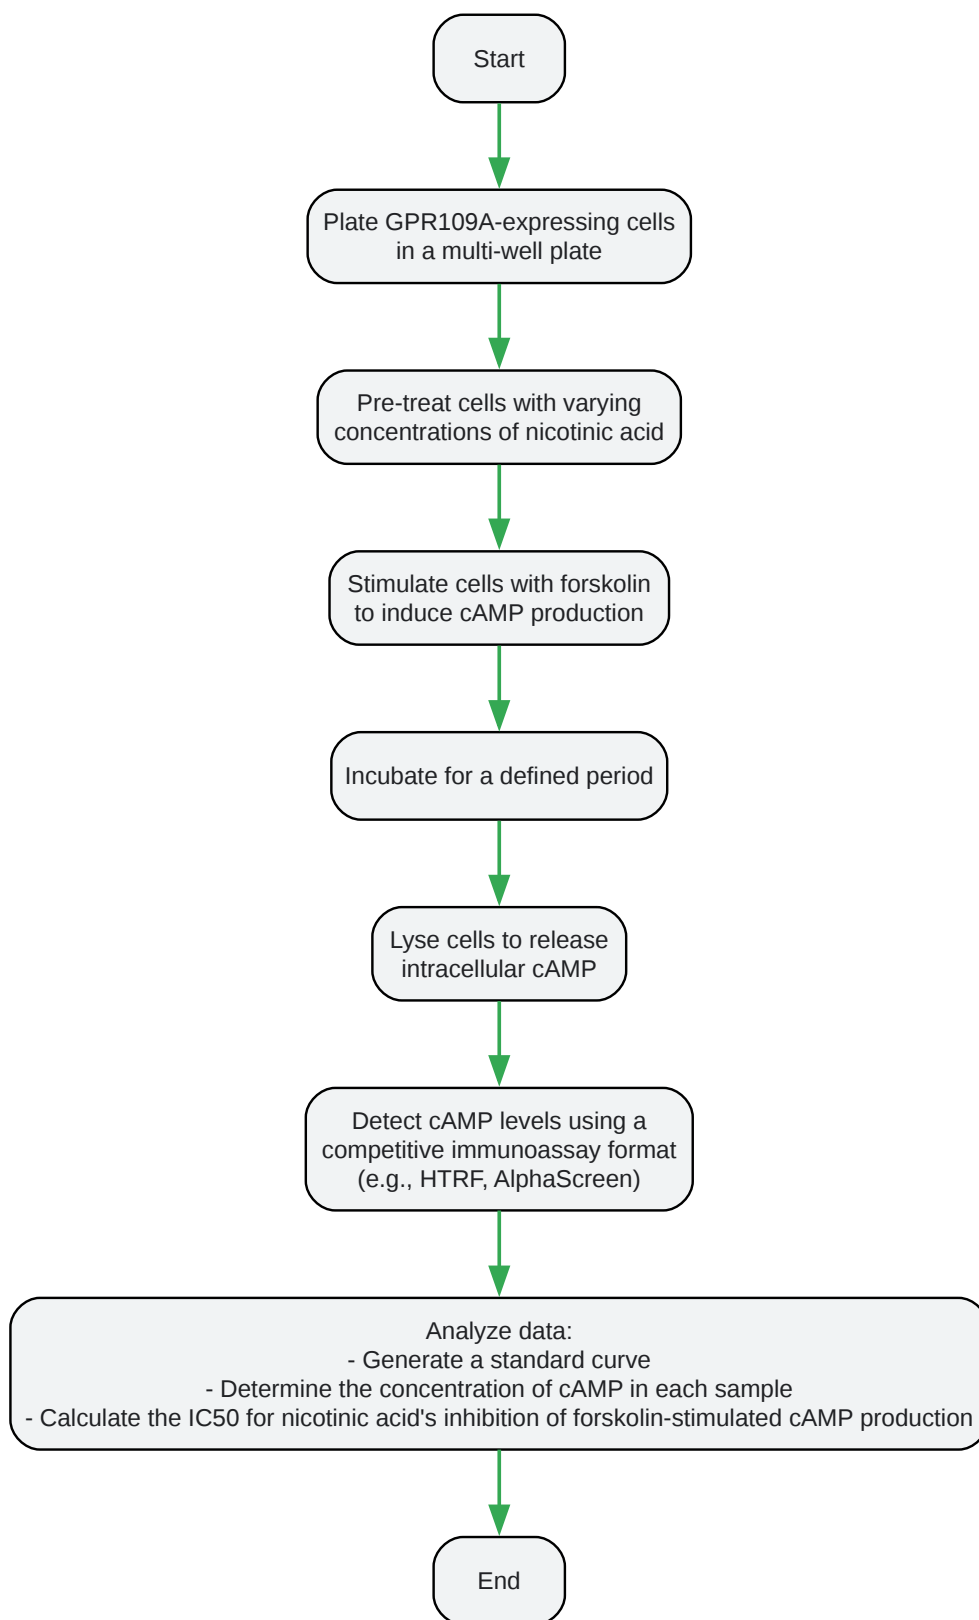 Start
Plate GPR109A-expressing cells
in a multi-well plate
Pre-treat cells with varying
concentrations of nicotinic acid
Stimulate cells with forskolin
to induce cAMP production
Incubate for a defined period
Lyse cells to release
intracellular cAMP
Detect cAMP levels using a
competitive immunoassay format
(e.g., HTRF, AlphaScreen)
Analyze data:
- Generate a standard curve
- Determine the concentration of cAMP in each sample
- Calculate the IC50 for nicotinic acid's inhibition of forskolin-stimulated cAMP production
End